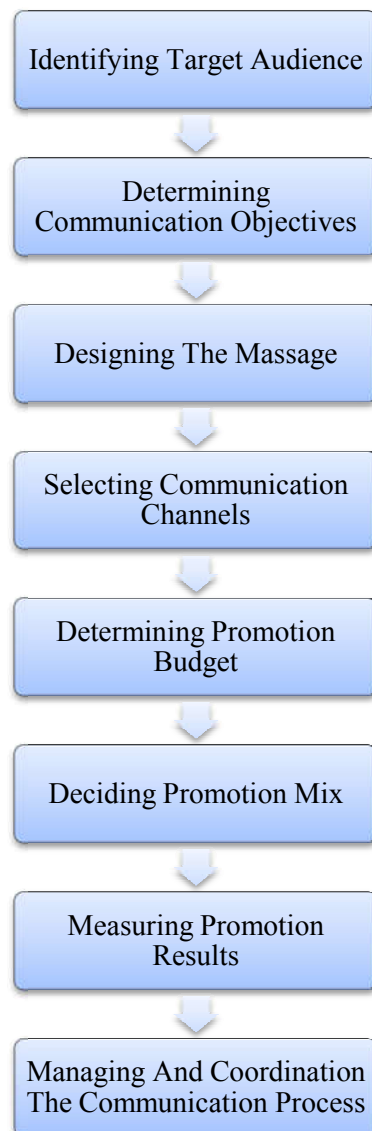 Identifying Target Audience
Determining
Communication Objectives
Designing The Massage
Selecting Communication
Channels
Determining Promotion
Budget
Deciding Promotion Mix
Measuring Promotion
Results
Managing And Coordination
The Communication Process